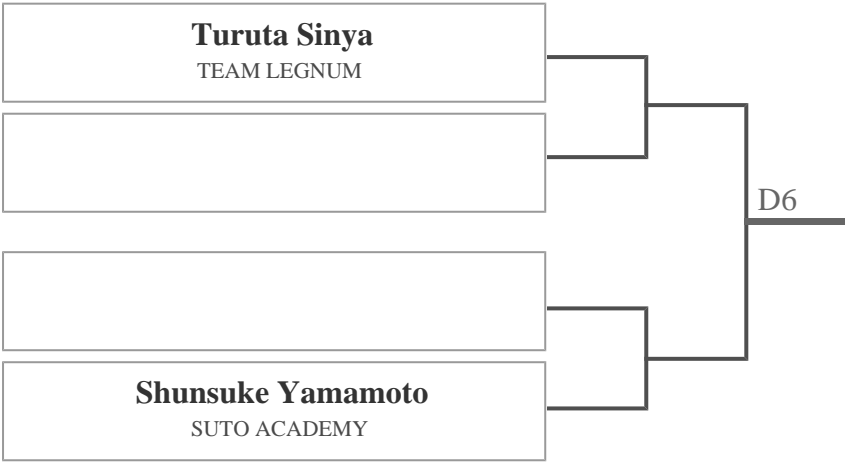 Turuta Sinya
TEAM LEGNUM
D6
Shunsuke Yamamoto
SUTO ACADEMY